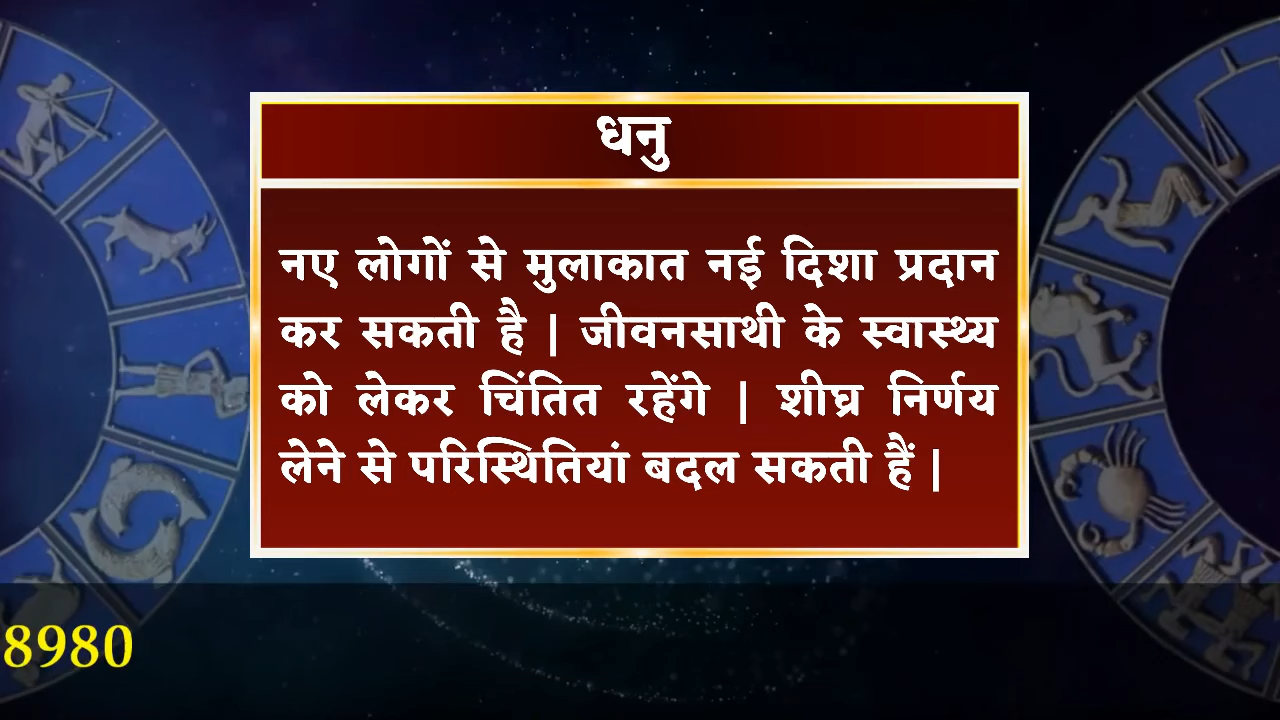 धनु
नए लोगों से मुलाकात नई दिशा प्रदान
कर सकती है |  जीवनसाथी के स्वास्थ्य
को लेकर चिंतित रहेंगे | शीघ्र निर्णय
लेने से परिस्थितियां बदल सकती हैं |
8980